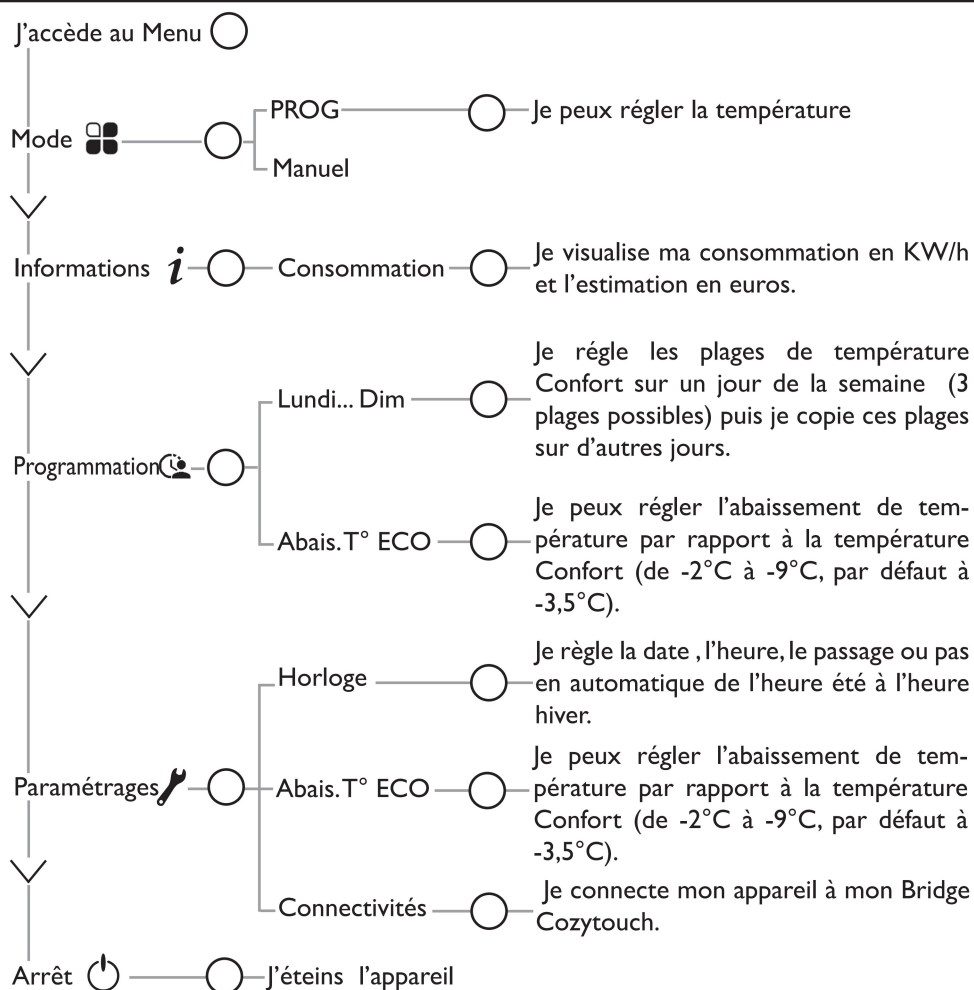 J'accède au Menu
Mode
PROG
Je peux régler la température
Manuel
Informations i
Consommation
Je visualise ma consommation en KW/h
et l'estimation en euros.
Programmation
Lundi... Dim
Je régle les plages de température
Confort sur un jour de la semaine (3
plages possibles) puis je copie ces plages
sur d'autres jours.
Abais.T° ECO
Je peux régler l'abaissement de tem-
pérature par rapport à la température
Confort (de -2°C à -9°C, par défaut à
-3,5°C).
Paramétrages
Horloge
Je règle la date , l'heure, le passage ou pas
en automatique de l'heure été à l'heure
hiver.
Abais.T° ECO
Je peux régler l'abaissement de tem-
pérature par rapport à la température
Confort (de -2°C à -9°C, par défaut à
-3,5°C).
Connectivités
Je connecte mon appareil à mon Bridge
Cozytouch.
Arrêt
J'éteins l'appareil